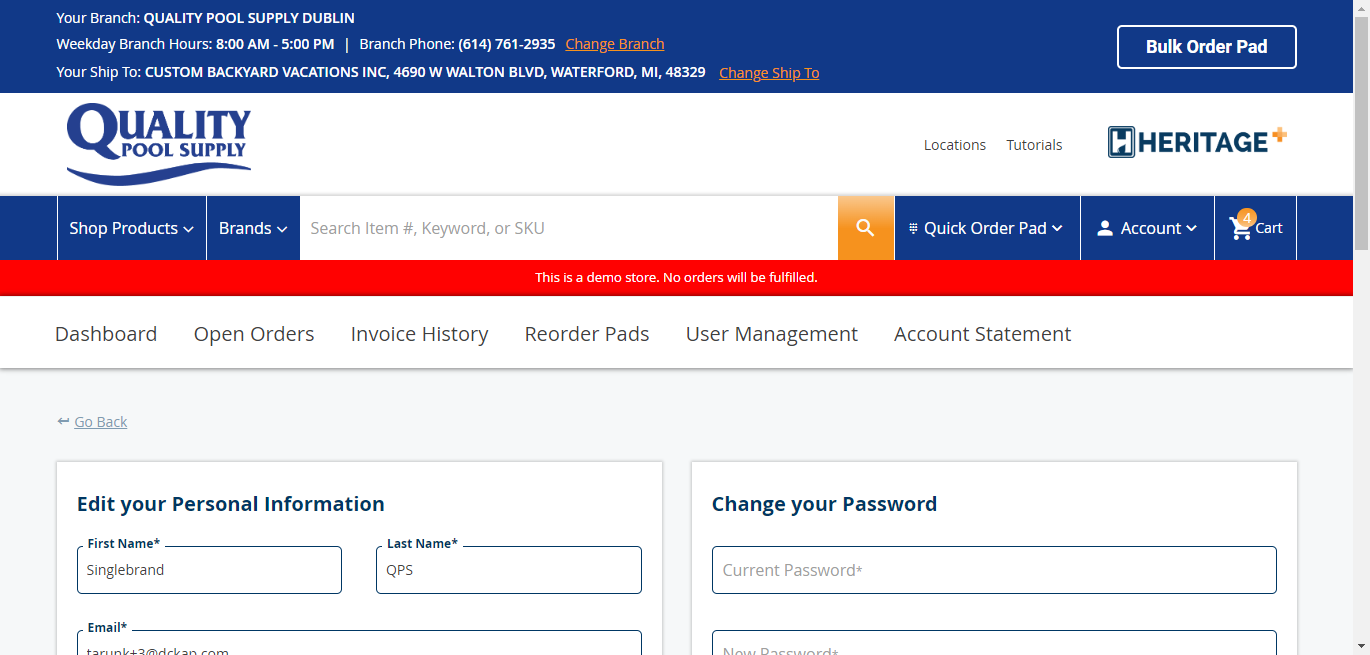 Your Branch: QUALITY POOL SUPPLY DUBLIN
Weekday Branch Hours: 8:00 AM - 5:00 PM | Branch Phone: (614) 761-2935 Change Branch
Your Ship To: CUSTOM BACKYARD VACATIONS INC, 4690 W WALTON BLVD, WATERFORD, MI, 48329 Change Ship To
Bulk Order Pad
QUALITY
POOL SUPPLY
Locations Tutorials
HERITAGE+
Shop Products Brands Search Item #, Keyword, or SKU Quick Order Pad Account 4 Cart
This is a demo store. No orders will be fulfilled.
Dashboard Open Orders Invoice History Reorder Pads User Management Account Statement
Go Back
Edit your Personal Information
First Name* Last Name*
Singlebrand QPS
Email*
tarunk+3@dckap.com
Change your Password
Current Password*
New Password*